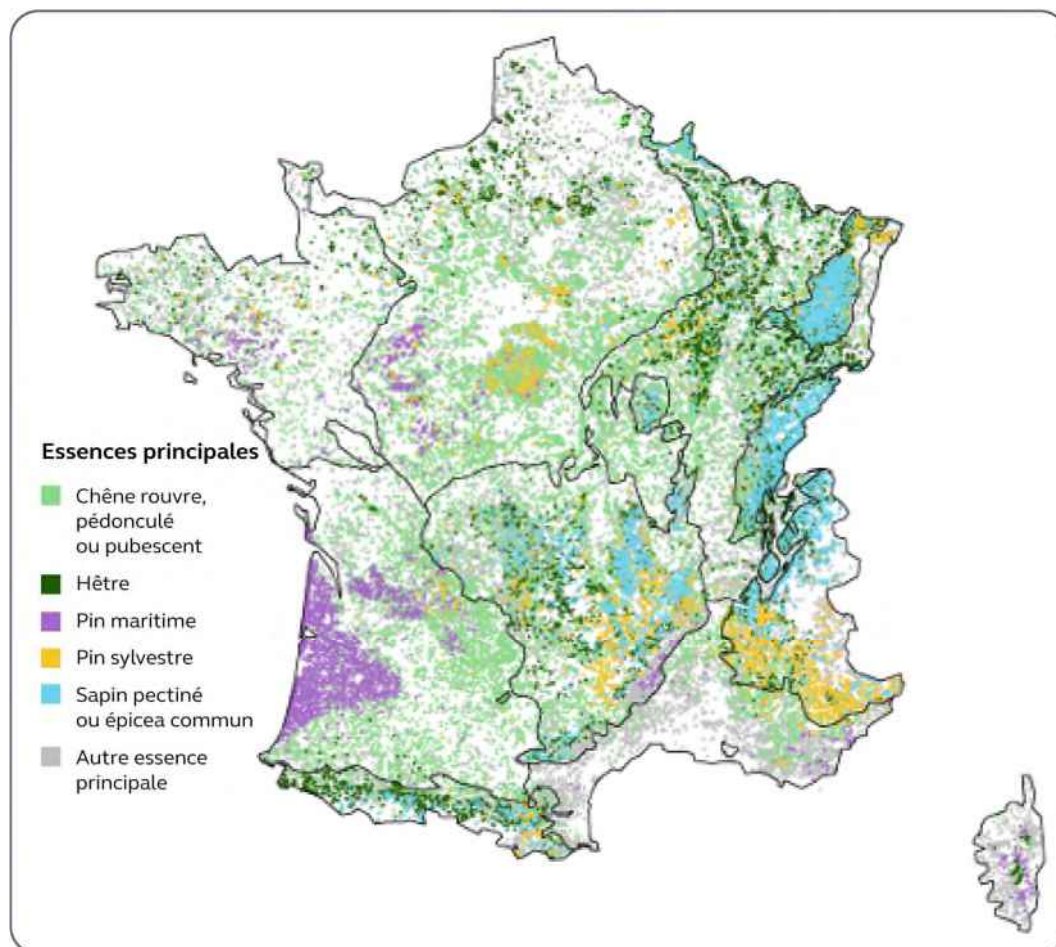 Essences principales
Chêne rouvre,
pédonculé
ou pubescent
Hêtre
Pin maritime
Pin sylvestre
Sapin pectiné
ou épicea commun
Autre essence
principale